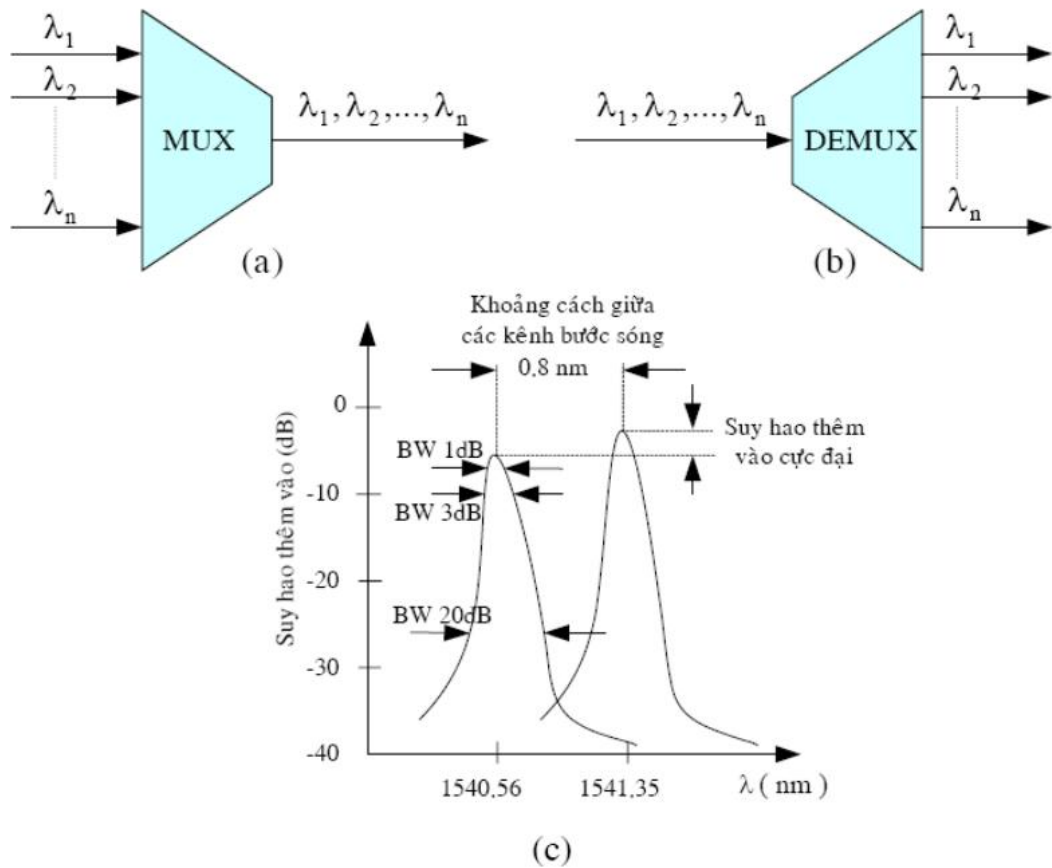 λ1
λ2
λn
MUX
λ1, λ2,..., λn
(a)
λ1, λ2,..., λn
DEMUX
λ1
λ2
λn
(b)
Khoảng cách giữa
các kênh bước sóng
0.8 nm
Suy hao thêm
vào cực đại
Suy hao thêm vào (dB)
0
-10
-20
-30
-40
BW 1dB
BW 3dB
BW 20dB
1540.56
1541.35
λ ( nm )
(c)